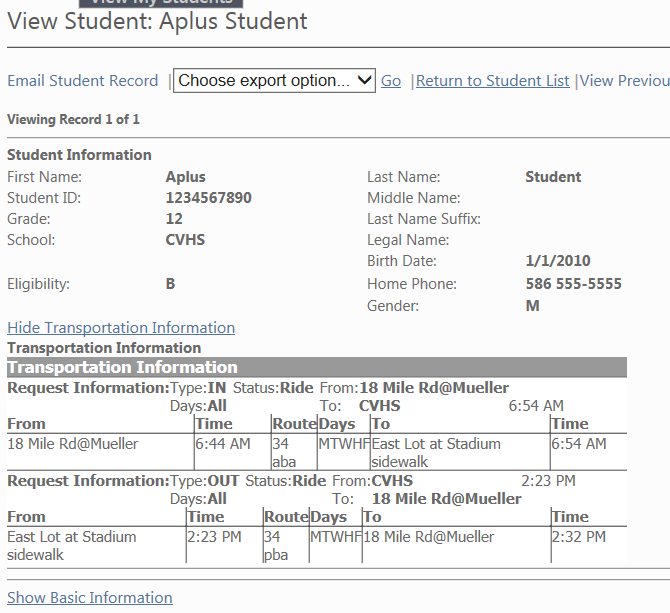 View My Students
View Student: Aplus Student
Email Student Record | Choose export option... Go |Return to Student List |View Previou
Viewing Record 1 of 1
Student Information
First Name: Aplus Last Name: Student
Student ID: 1234567890 Middle Name:
Grade: 12 Last Name Suffix:
School: CVHS Legal Name:
Birth Date: 1/1/2010
Eligibility: B Home Phone: 586 555-5555
Gender: M
Hide Transportation Information
Transportation Information
Transportation Information
Request Information:Type:IN Status:Ride From:18 Mile Rd@Mueller
Days:All To: CVHS 6:54 AM
From Time Route Days To Time
18 Mile Rd@Mueller 6:44 AM 34 MTWHF East Lot at Stadium 6:54 AM
aba sidewalk
Request Information:Type:OUT Status:Ride From:CVHS 2:23 PM
Days:All To: 18 Mile Rd@Mueller
From Time Route Days To Time
East Lot at Stadium 2:23 PM 34 MTWHF 18 Mile Rd@Mueller 2:32 PM
sidewalk pba
Show Basic Information